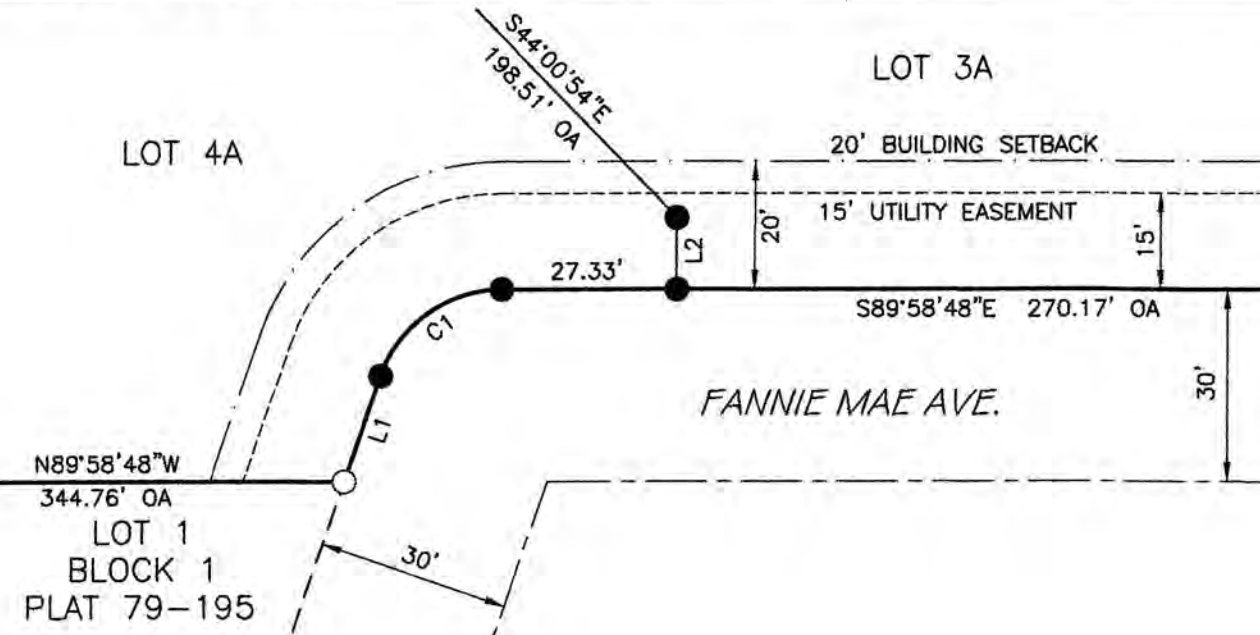 S44°00'54"E
198.51' OA
LOT 3A
LOT 4A
20' BUILDING SETBACK
15' UTILITY EASEMENT
20'
15'
L2
27.33'
S89°58'48"E 270.17' OA
C1
30'
FANNIE MAE AVE.
L1
N89°58'48"W
344.76' OA
LOT 1
BLOCK 1
PLAT 79-195
30'